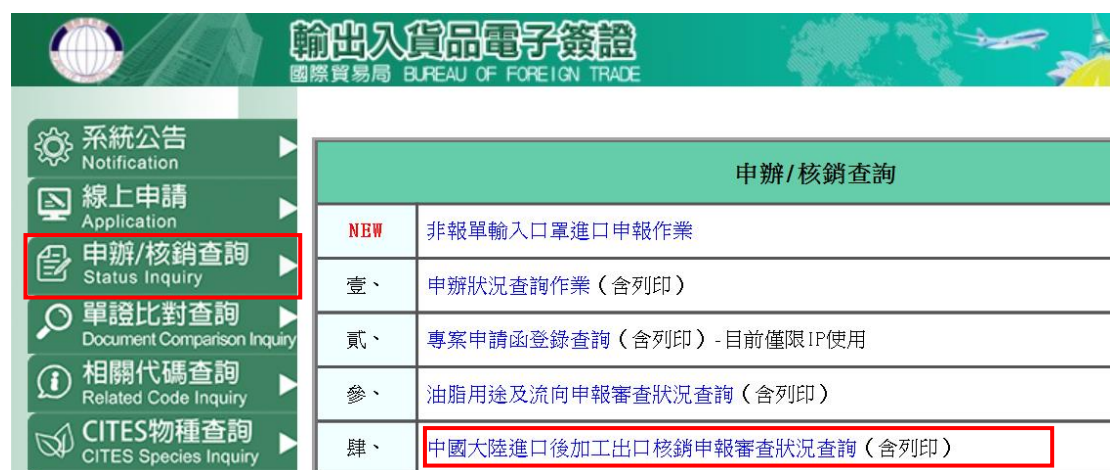 輸出入貨品電子簽證
國際貿易局 BUREAU OF FOREIGN TRADE
系統公告
Notification
線上申請
Application
申辦/核銷查詢
Status Inquiry
單證比對查詢
Document Comparison Inquiry
相關代碼查詢
Related Code Inquiry
CITES物種查詢
CITES Species Inquiry
申辦/核銷查詢
NEW 非報單輸入口罩進口申報作業
壹、 申辦狀況查詢作業(含列印)
貳、 專案申請函登錄查詢(含列印)-目前僅限IP使用
參、 油脂用途及流向申報審查狀況查詢(含列印)
肆、 中國大陸進口後加工出口核銷申報審查狀況查詢(含列印)